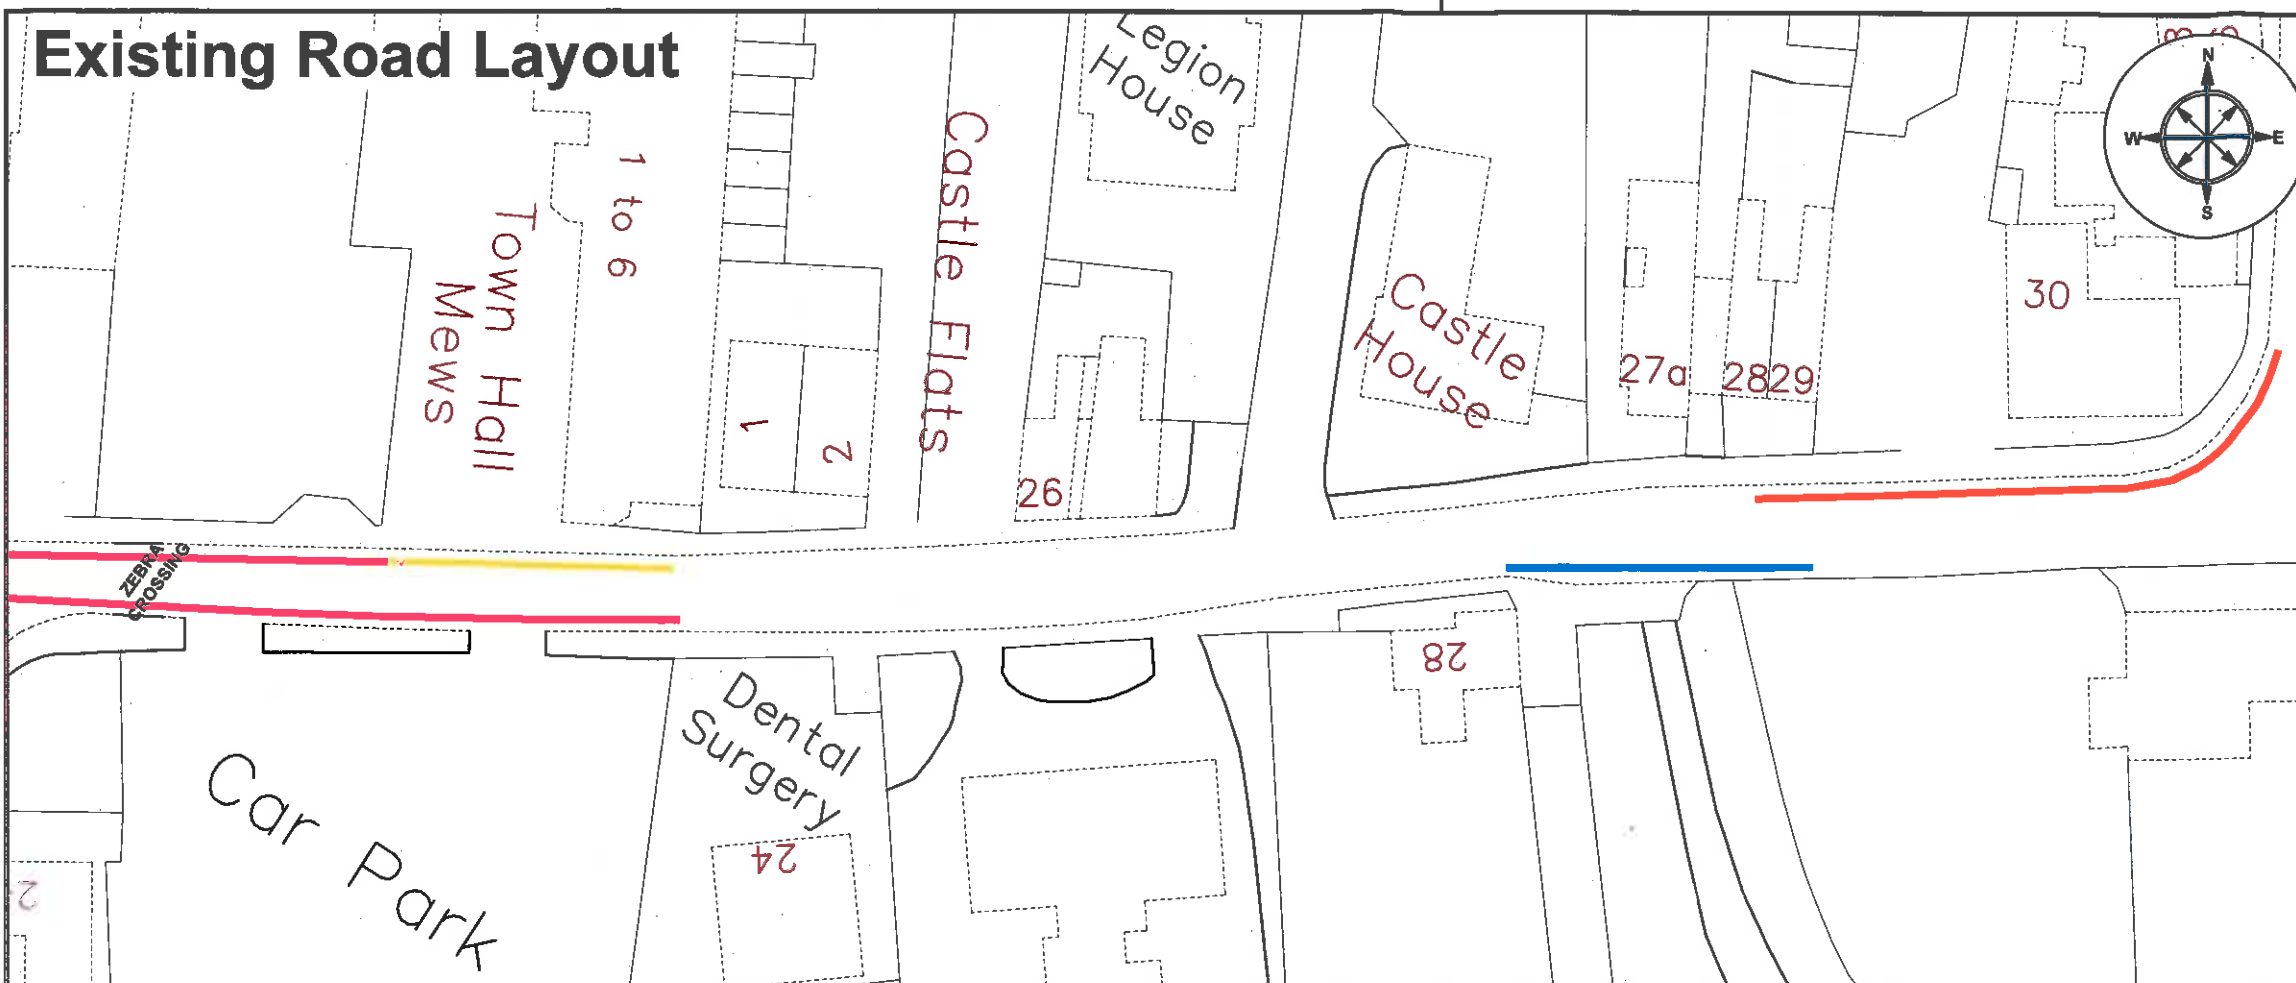 Existing Road Layout
Legion
House
N
W
E
S
1 to 6
Town Hall
Mews
Castle Flats
1
2
26
Castle
House
27a
28
29
30
ZEBRA
CROSSING
28
Dental
Surgery
24
Car Park
2